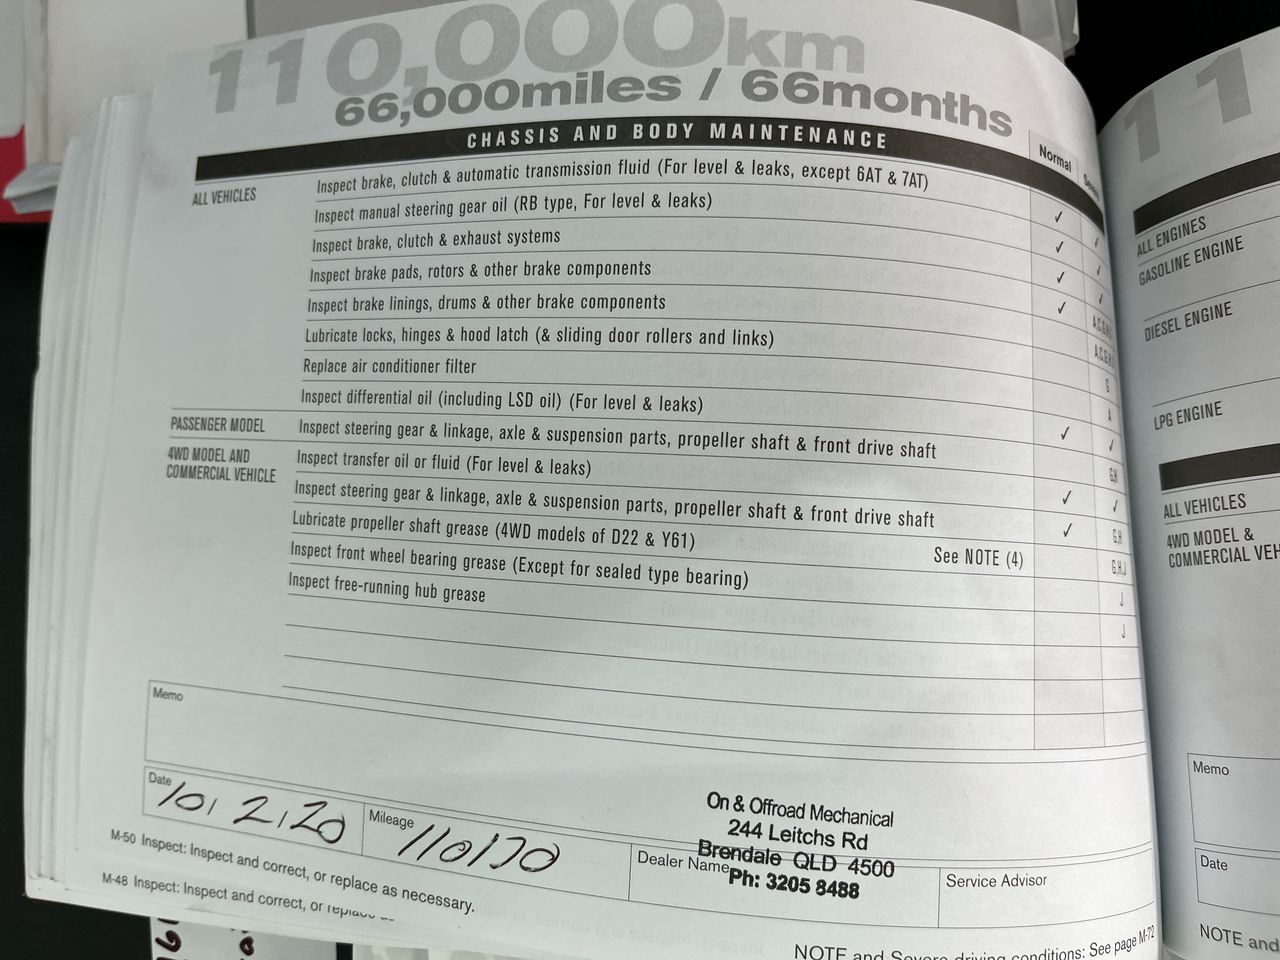 110,000km
66,000miles / 66months
CHASSIS AND BODY MAINTENANCE
Normal
ALL VEHICLES
Inspect brake, clutch & automatic transmission fluid (For level & leaks, except 6AT & 7AT) ✓ ✓
Inspect manual steering gear oil (RB type, For level & leaks) ✓ ✓
Inspect brake, clutch & exhaust systems ✓ ✓
Inspect brake pads, rotors & other brake components ✓
Inspect brake linings, drums & other brake components
Lubricate locks, hinges & hood latch (& sliding door rollers and links) G
Replace air conditioner filter A
Inspect differential oil (including LSD oil) (For level & leaks) ✓ ✓
PASSENGER MODEL
Inspect steering gear & linkage, axle & suspension parts, propeller shaft & front drive shaft G,H
4WD MODEL AND
COMMERCIAL VEHICLE
Inspect transfer oil or fluid (For level & leaks) ✓ ✓
Inspect steering gear & linkage, axle & suspension parts, propeller shaft & front drive shaft ✓ G,H
Lubricate propeller shaft grease (4WD models of D22 & Y61) See NOTE (4) G,H,J
Inspect front wheel bearing grease (Except for sealed type bearing) J
Inspect free-running hub grease J
Memo
Date 10,2,20
Mileage 110170
Dealer Name
On & Offroad Mechanical
244 Leitchs Rd
Brendale QLD 4500
Ph: 3205 8488
Service Advisor
M-50 Inspect: Inspect and correct, or replace as necessary.
M-48 Inspect: Inspect and correct, or replace as
NOTE and Severe driving conditions: See page M-72
11
ALL ENGINES
GASOLINE ENGINE
DIESEL ENGINE
LPG ENGINE
ALL VEHICLES
4WD MODEL &
COMMERCIAL VEH
Memo
Date
NOTE and